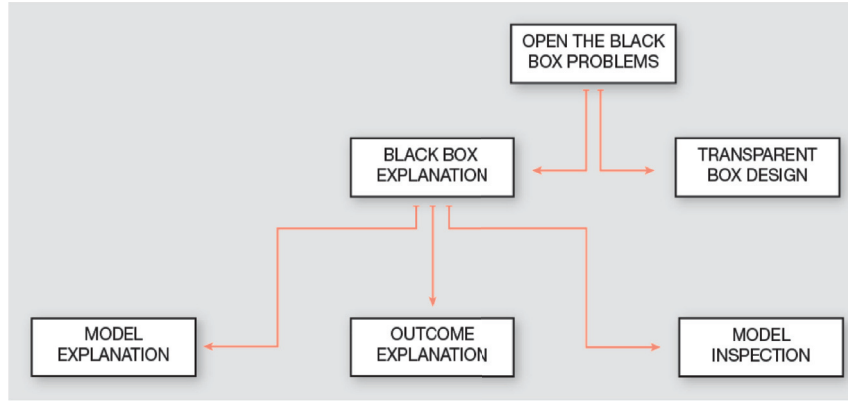 OPEN THE BLACK
BOX PROBLEMS
BLACK BOX
EXPLANATION
TRANSPARENT
BOX DESIGN
MODEL
EXPLANATION
OUTCOME
EXPLANATION
MODEL
INSPECTION